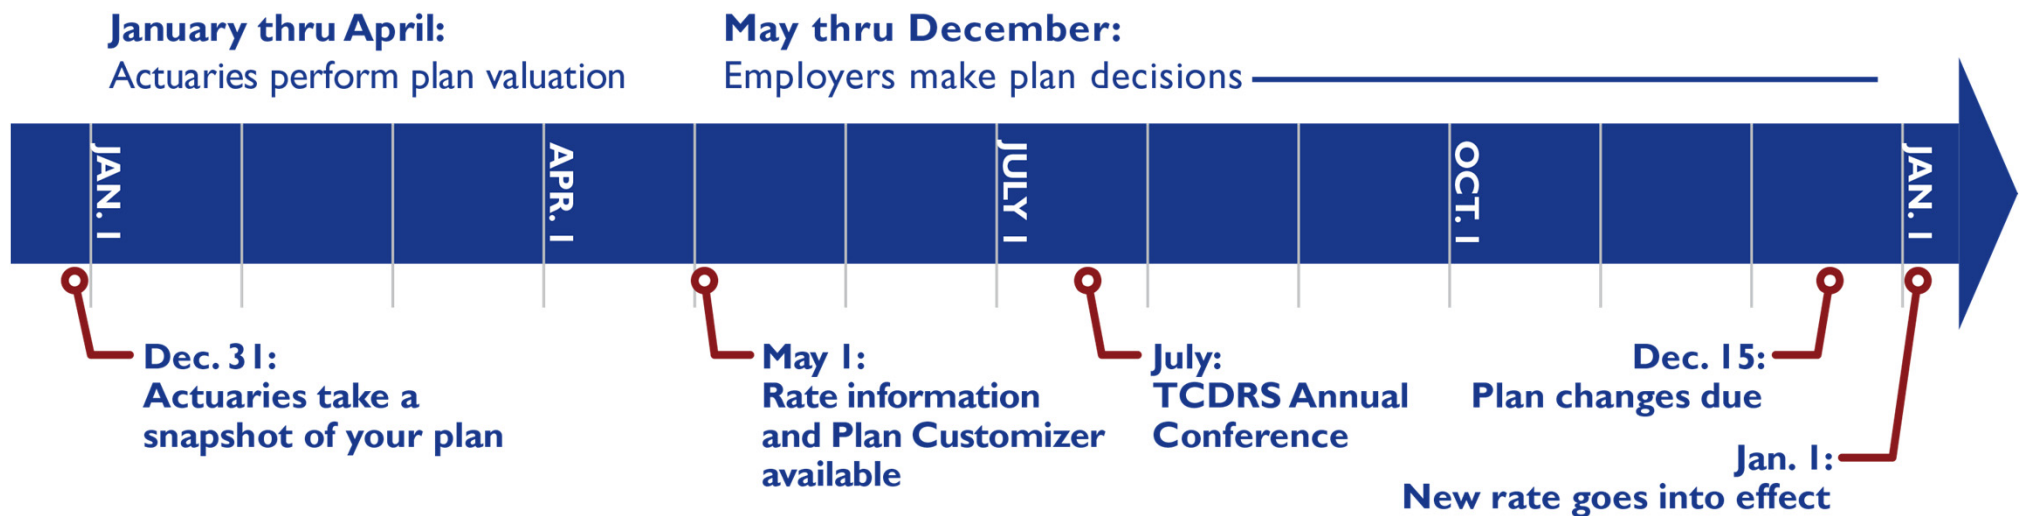 January thru April:
Actuaries perform plan valuation
May thru December:
Employers make plan decisions
JAN. 1
APR. 1
JULY 1
OCT. 1
JAN. 1
Dec. 31:
Actuaries take a
snapshot of your plan
May 1:
Rate information
and Plan Customizer
available
July:
TCDRS Annual
Conference
Dec. 15:
Plan changes due
Jan. 1:
New rate goes into effect